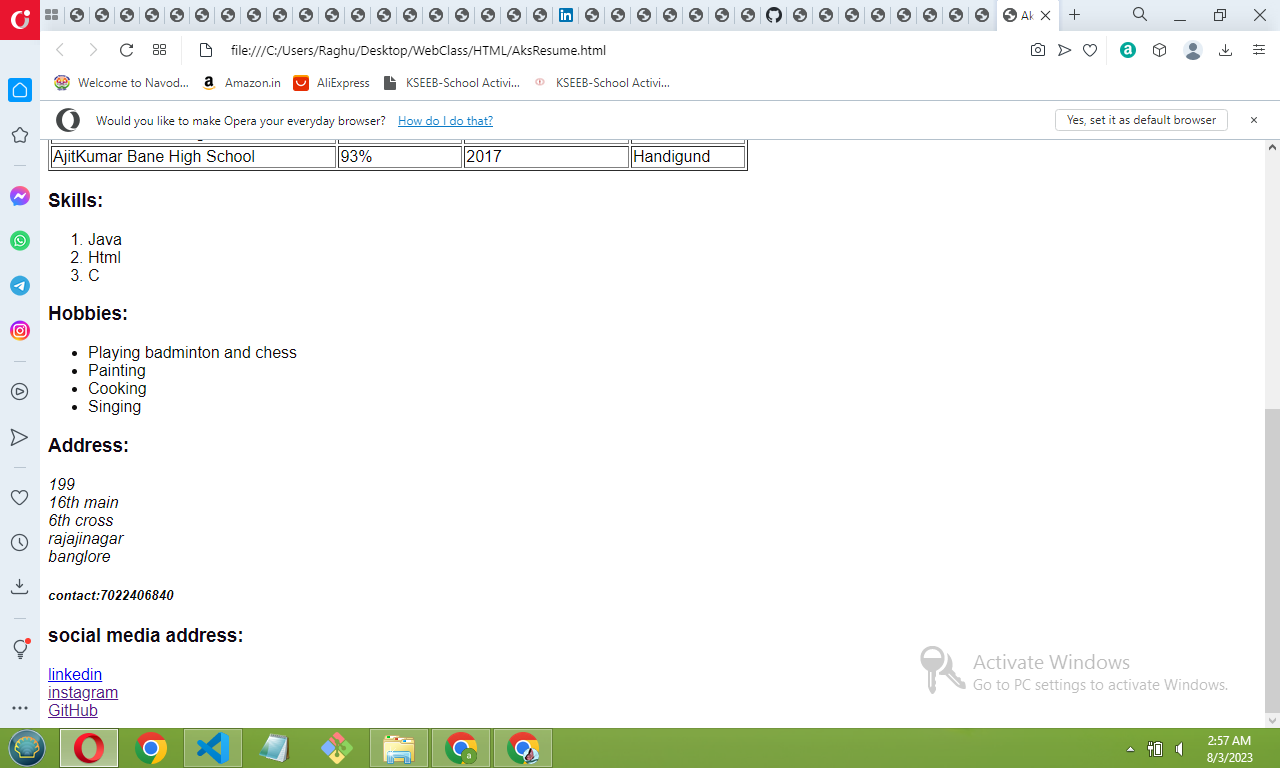 Ak
file:///C:/Users/Raghu/Desktop/WebClass/HTML/AksResume.html
Welcome to Navod... Amazon.in AliExpress KSEEB-School Activi... KSEEB-School Activi...
Would you like to make Opera your everyday browser? How do I do that? Yes, set it as default browser
AjitKumar Bane High School 93% 2017 Handigund
Skills:
1. Java
2. Html
3. C
Hobbies:
• Playing badminton and chess
• Painting
• Cooking
• Singing
Address:
199
16th main
6th cross
rajajinagar
banglore
contact:7022406840
social media address:
linkedin
instagram
GitHub
Activate Windows
Go to PC settings to activate Windows.
2:57 AM
8/3/2023